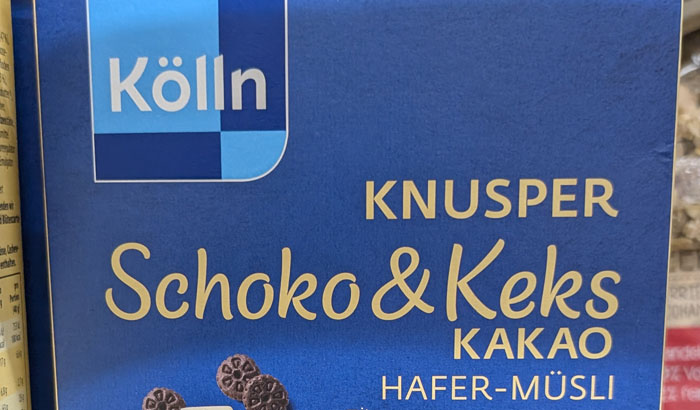 Kölln
KNUSPER
Schoko & Keks
KAKAO
HAFER-MÜSLI